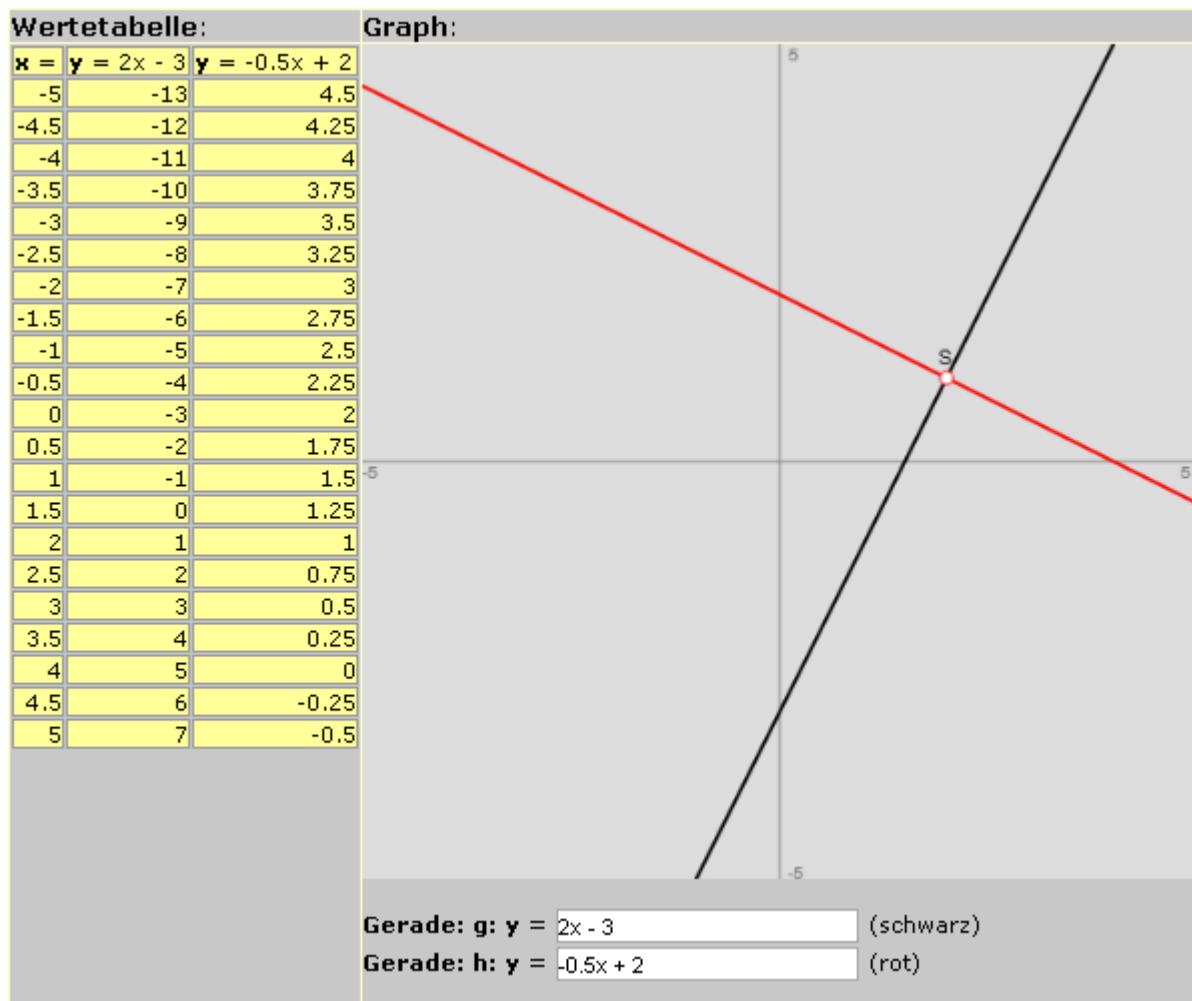 Wertetabelle:
x = y = 2x - 3 y = -0.5x + 2
-5 -13 4.5
-4.5 -12 4.25
-4 -11 4
-3.5 -10 3.75
-3 -9 3.5
-2.5 -8 3.25
-2 -7 3
-1.5 -6 2.75
-1 -5 2.5
-0.5 -4 2.25
0 -3 2
0.5 -2 1.75
1 -1 1.5
1.5 0 1.25
2 1 1
2.5 2 0.75
3 3 0.5
3.5 4 0.25
4 5 0
4.5 6 -0.25
5 7 -0.5
Graph:
5
S
-5 5
-5
Gerade: g: y = 2x - 3 (schwarz)
Gerade: h: y = -0.5x + 2 (rot)